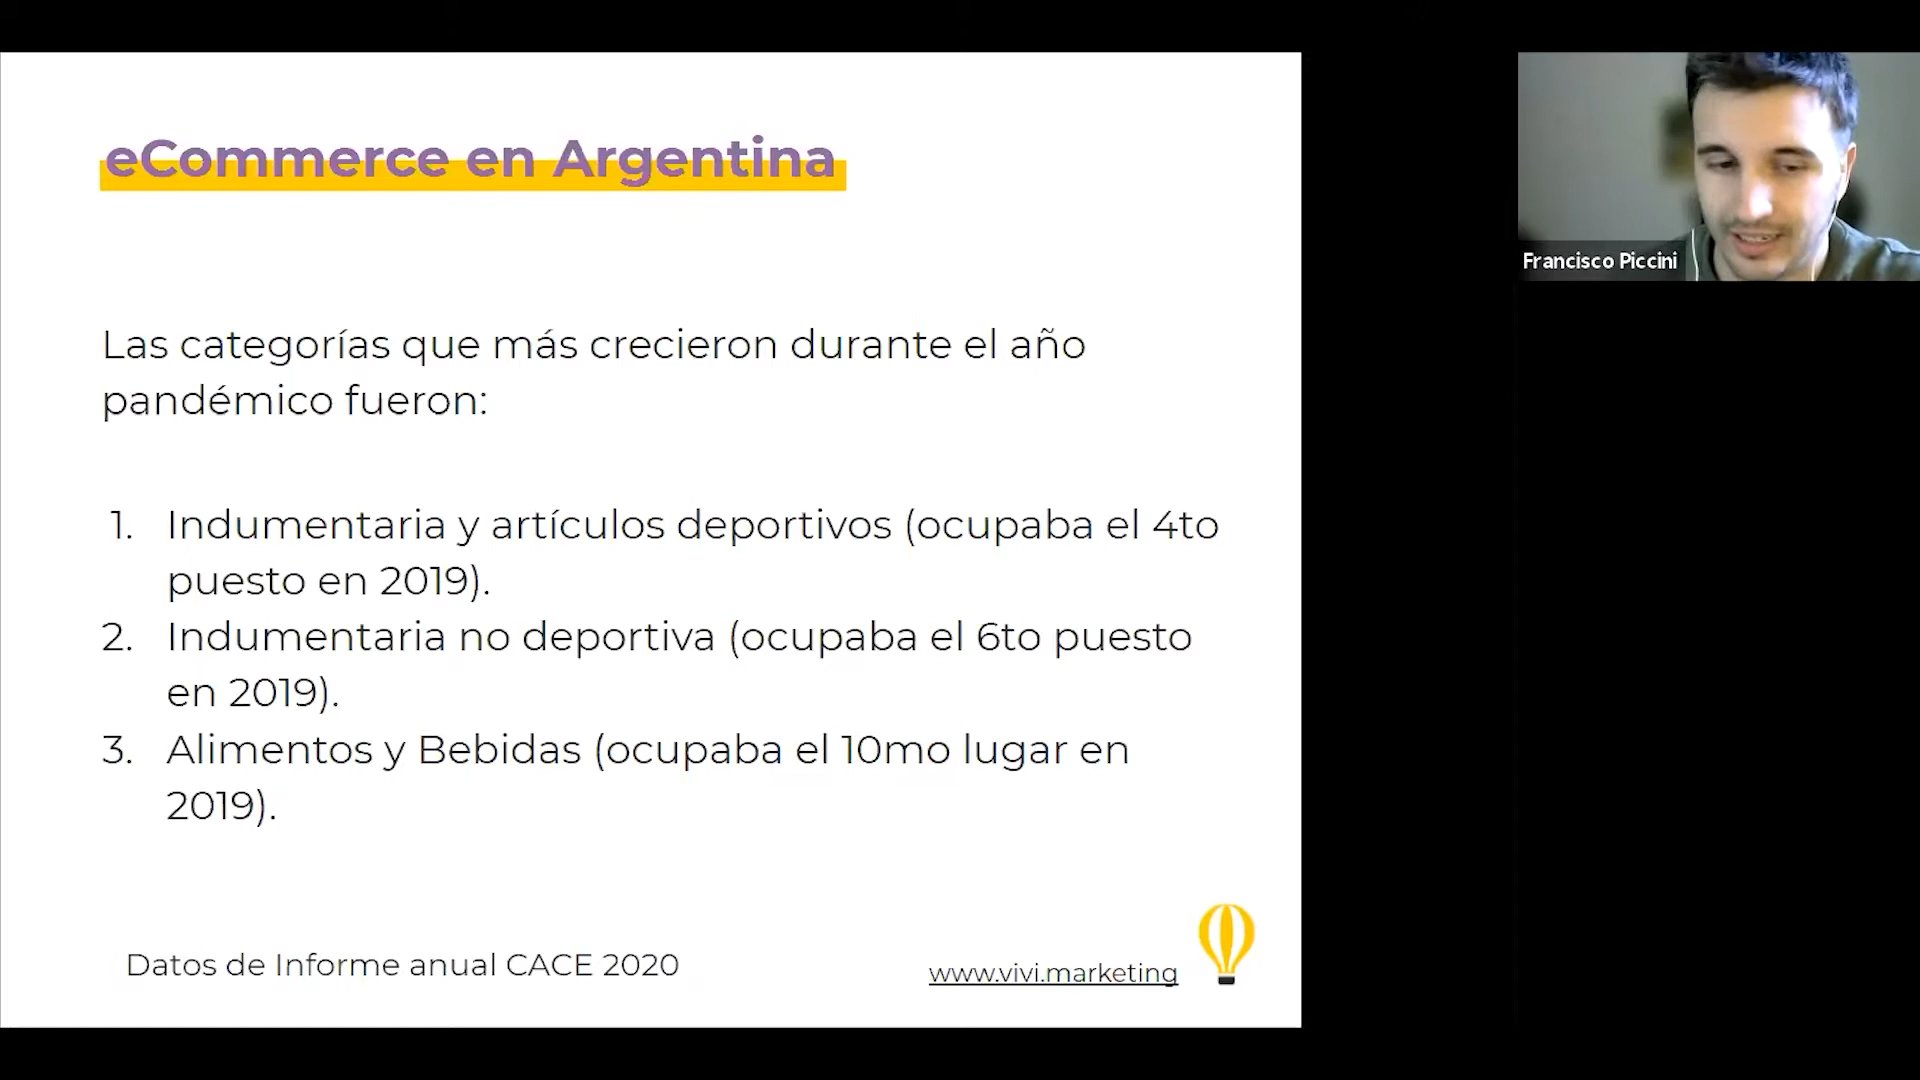 eCommerce en Argentina
Francisco Piccini
Las categorías que más crecieron durante el año
pandémico fueron:
1. Indumentaria y artículos deportivos (ocupaba el 4to
puesto en 2019).
2. Indumentaria no deportiva (ocupaba el 6to puesto
en 2019).
3. Alimentos y Bebidas (ocupaba el 10mo lugar en
2019).
Datos de Informe anual CACE 2020
www.vivi.marketing